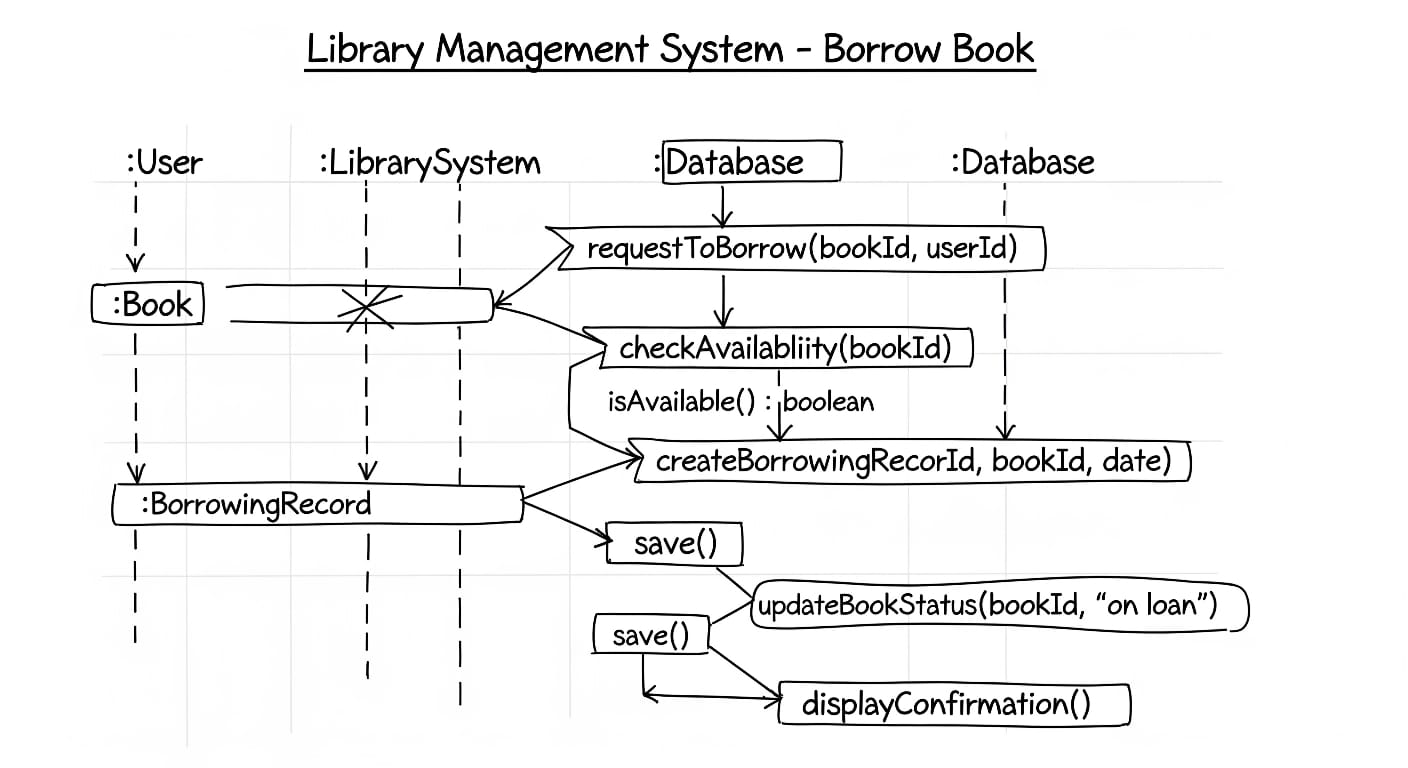 Library Management System - Borrow Book
:User
:LibrarySystem
:Database
:Database
requestToBorrow(bookId, userId)
:Book
checkAvailabliity(bookId)
isAvailable() : boolean
createBorrowingRecorId, bookId, date)
:BorrowingRecord
save()
updateBookStatus(bookId, “on loan”)
save()
displayConfirmation()